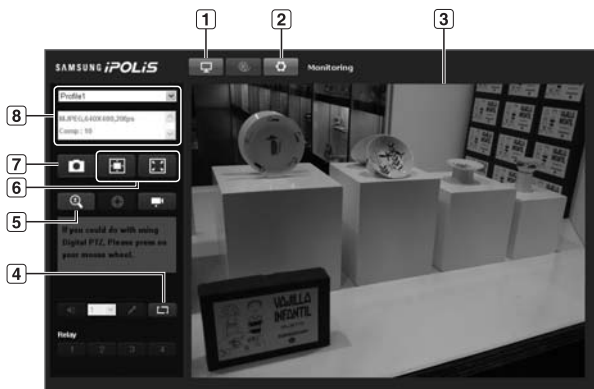 1
2
3
SAMSUNG iPOLiS
Monitoring
8
Profile1
MJPEG,640X480,20fps
Comp : 10
7
6
5
If you could do with using
Digital PTZ, Please press on
your mouse wheel.
4
1
Relay
1 2 3 4
VAJILLA
INFANTIL